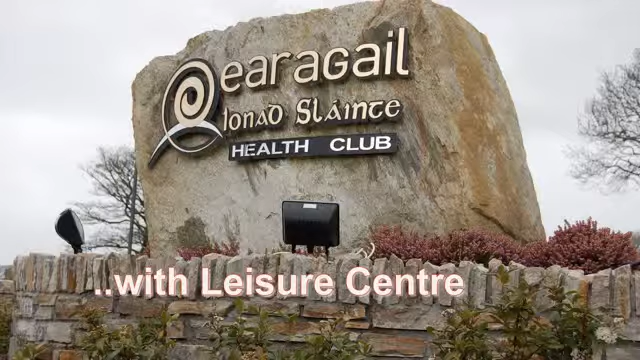 earagail
Ionad Sláinte
HEALTH CLUB
..with Leisure Centre